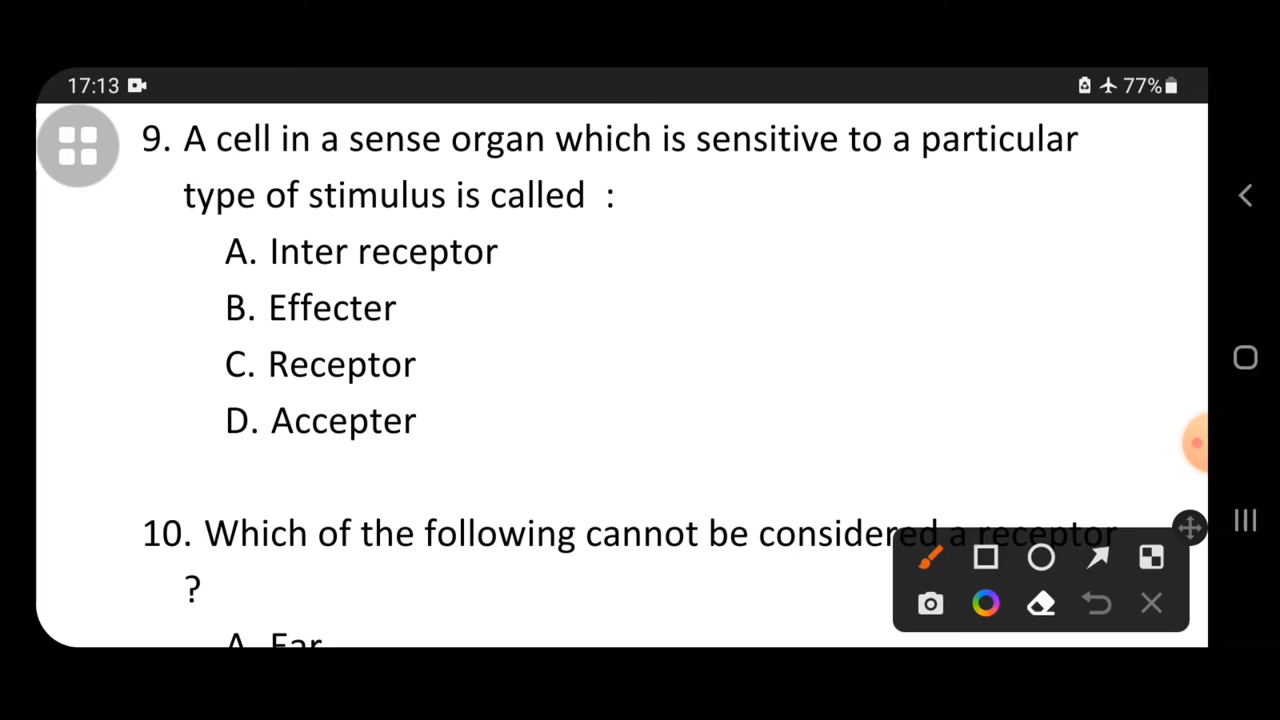 17:13
77%
9. A cell in a sense organ which is sensitive to a particular
type of stimulus is called :
A. Inter receptor
B. Effecter
C. Receptor
D. Accepter
10. Which of the following cannot be considered a receptor
?
A. Ear